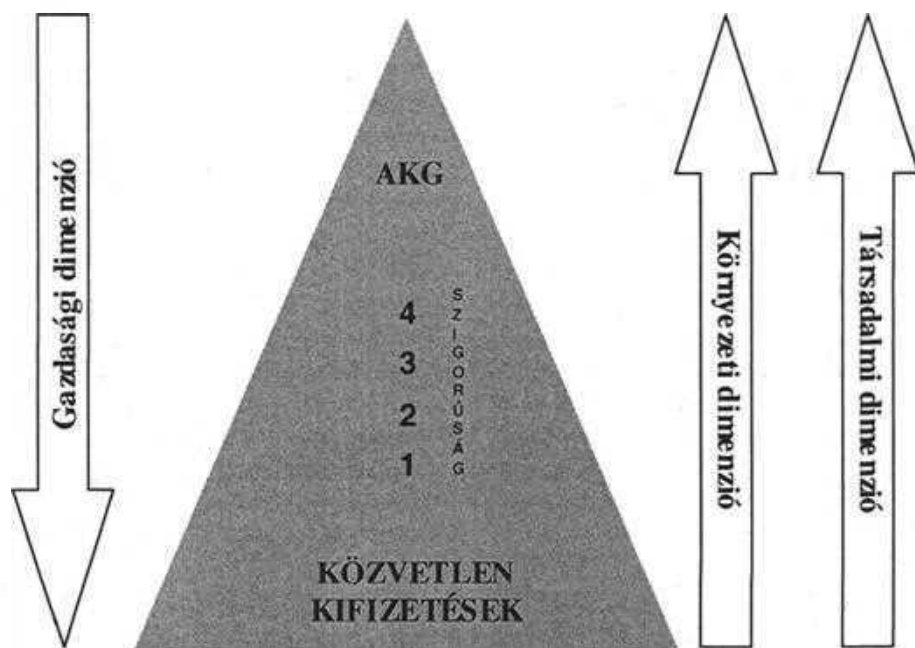 Gazdasági dimenzió
AKG
4
3
2
1
SZIGORÚSÁG
KÖZVETLEN
KIFIZETÉSEK
Környezeti dimenzió
Társadalmi dimenzió